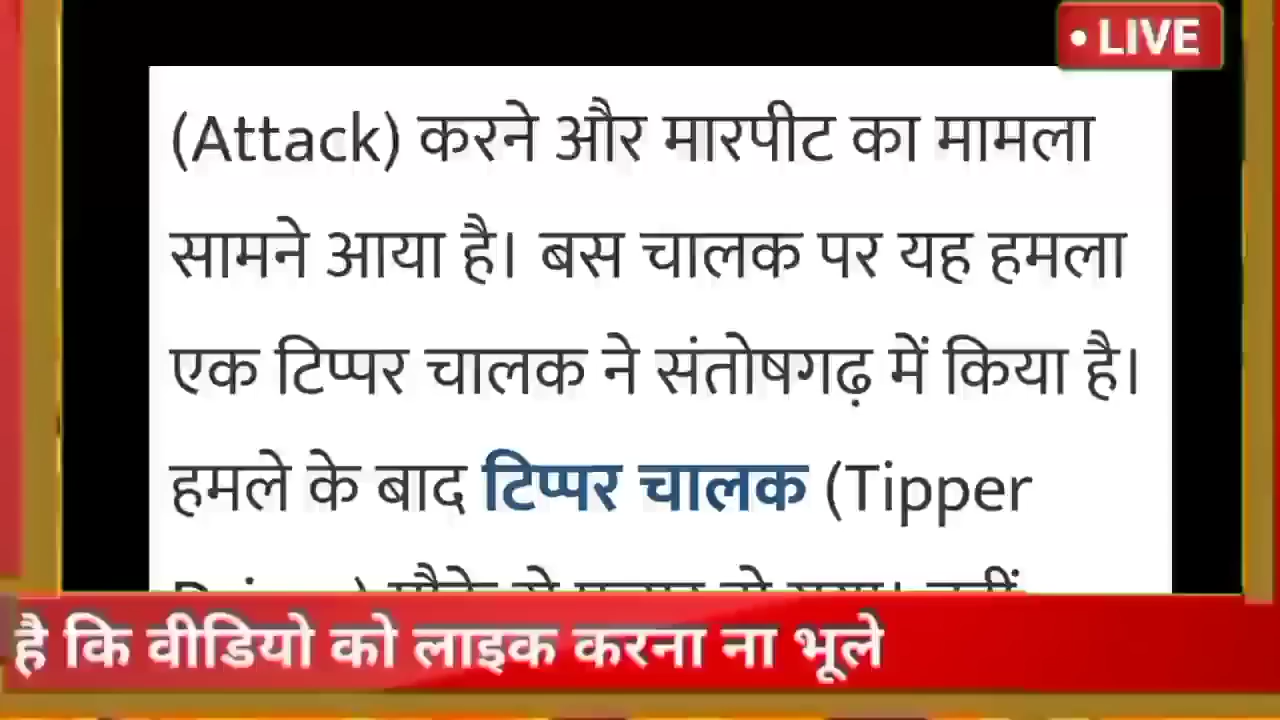 • LIVE
(Attack) करने और मारपीट का मामला
सामने आया है। बस चालक पर यह हमला
एक टिप्पर चालक ने संतोषगढ़ में किया है।
हमले के बाद टिप्पर चालक (Tipper
है कि वीडियो को लाइक करना ना भूले